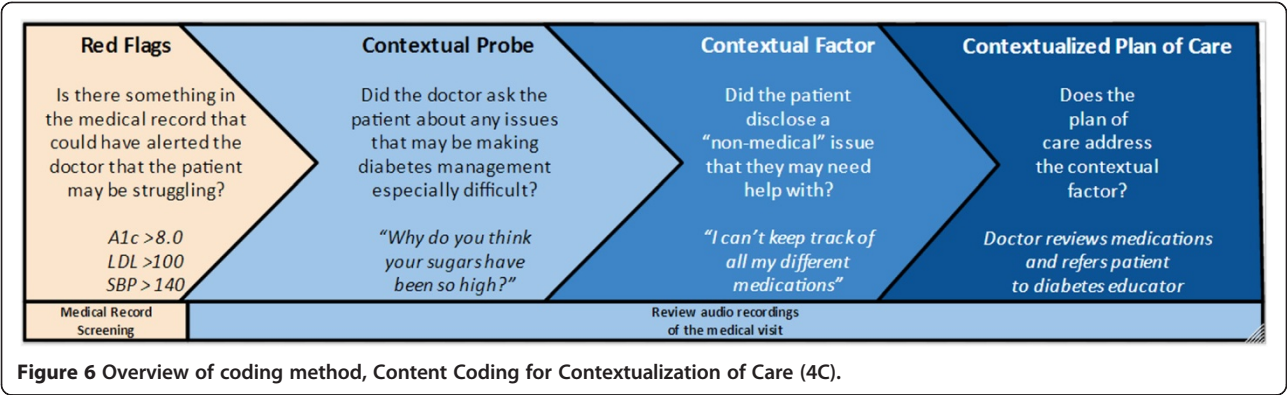 Red Flags
Is there something in
the medical record that
could have alerted the
doctor that the patient
may be struggling?
A1c >8.0
LDL >100
SBP > 140
Contextual Probe
Did the doctor ask the
patient about any issues
that may be making
diabetes management
especially difficult?
“Why do you think
your sugars have
been so high?”
Contextual Factor
Did the patient
disclose a
“non-medical” issue
that they may need
help with?
“I can’t keep track of
all my different
medications”
Contextualized Plan of Care
Does the
plan of
care address
the contextual
factor?
Doctor reviews medications
and refers patient
to diabetes educator
Medical Record
Screening
Review audio recordings
of the medical visit
Figure 6 Overview of coding method, Content Coding for Contextualization of Care (4C).